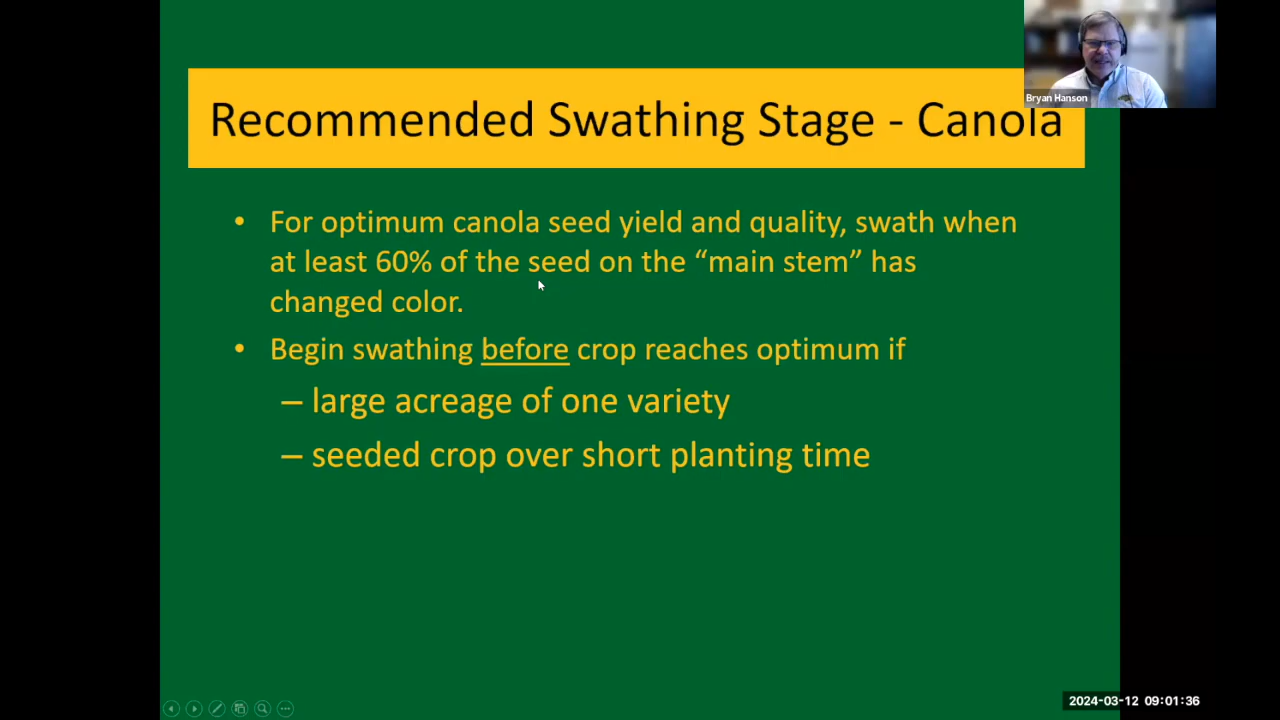 Bryan Hanson
Recommended Swathing Stage - Canola
• For optimum canola seed yield and quality, swath when
at least 60% of the seed on the “main stem” has
changed color.
• Begin swathing before crop reaches optimum if
– large acreage of one variety
– seeded crop over short planting time
2024-03-12 09:01:36